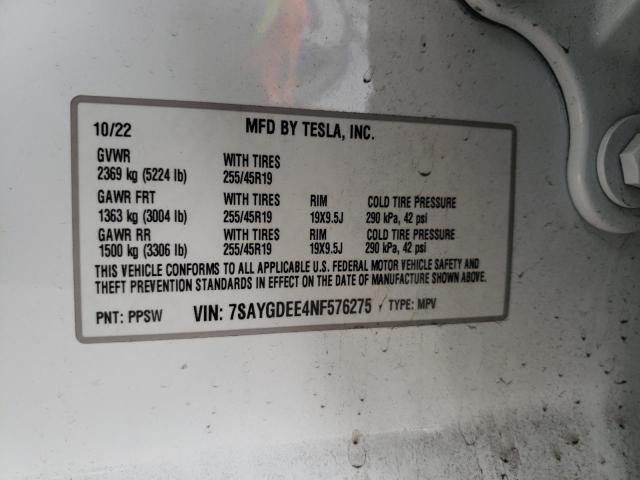 10/22 MFD BY TESLA, INC.
GVWR WITH TIRES
2369 kg (5224 lb) 255/45R19
GAWR FRT WITH TIRES RIM COLD TIRE PRESSURE
1363 kg (3004 lb) 255/45R19 19X9.5J 290 kPa, 42 psi
GAWR RR WITH TIRES RIM COLD TIRE PRESSURE
1500 kg (3306 lb) 255/45R19 19X9.5J 290 kPa, 42 psi
THIS VEHICLE CONFORMS TO ALL APPLICABLE U.S. FEDERAL MOTOR VEHICLE SAFETY AND
THEFT PREVENTION STANDARDS IN EFFECT ON THE DATE OF MANUFACTURE SHOWN ABOVE.
PNT: PPSW VIN: 7SAYGDEE4NF576275 TYPE: MPV